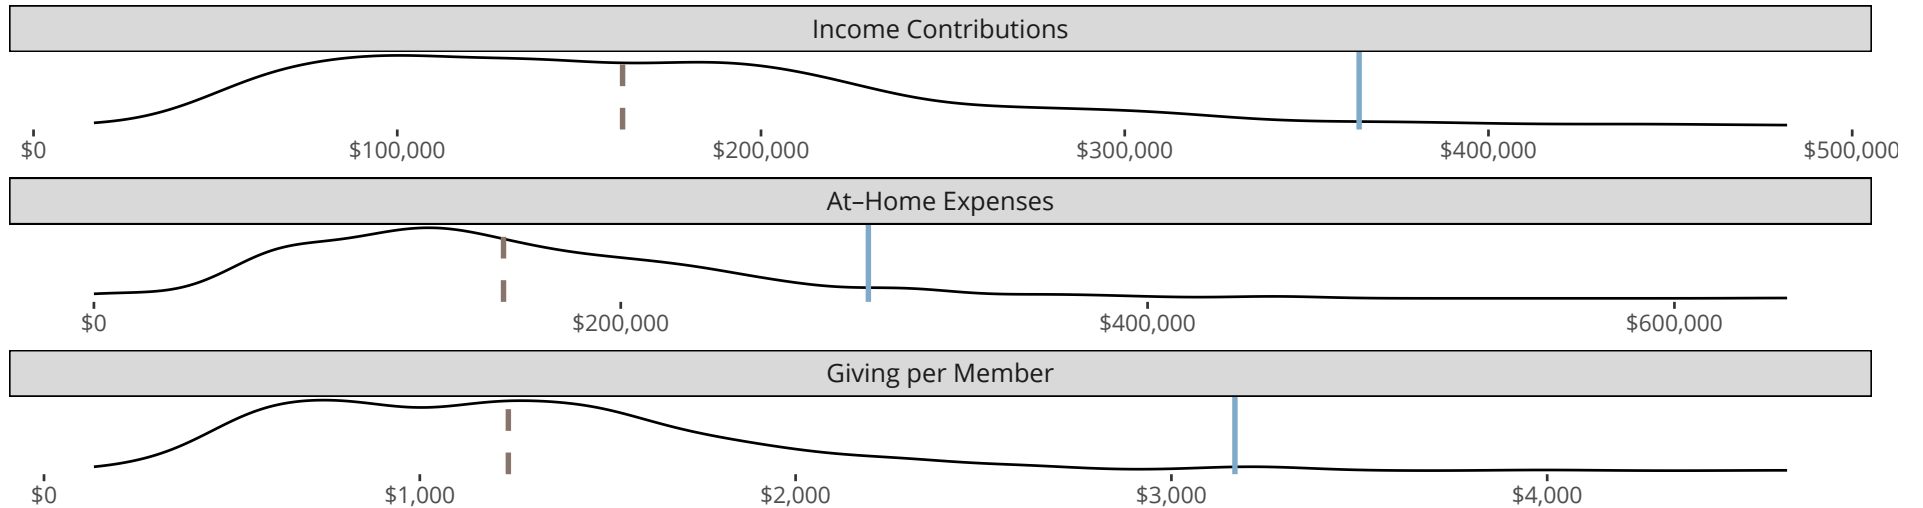 Income Contributions
$0 $100,000 $200,000 $300,000 $400,000 $500,000
At–Home Expenses
$0 $200,000 $400,000 $600,000
Giving per Member
$0 $1,000 $2,000 $3,000 $4,000